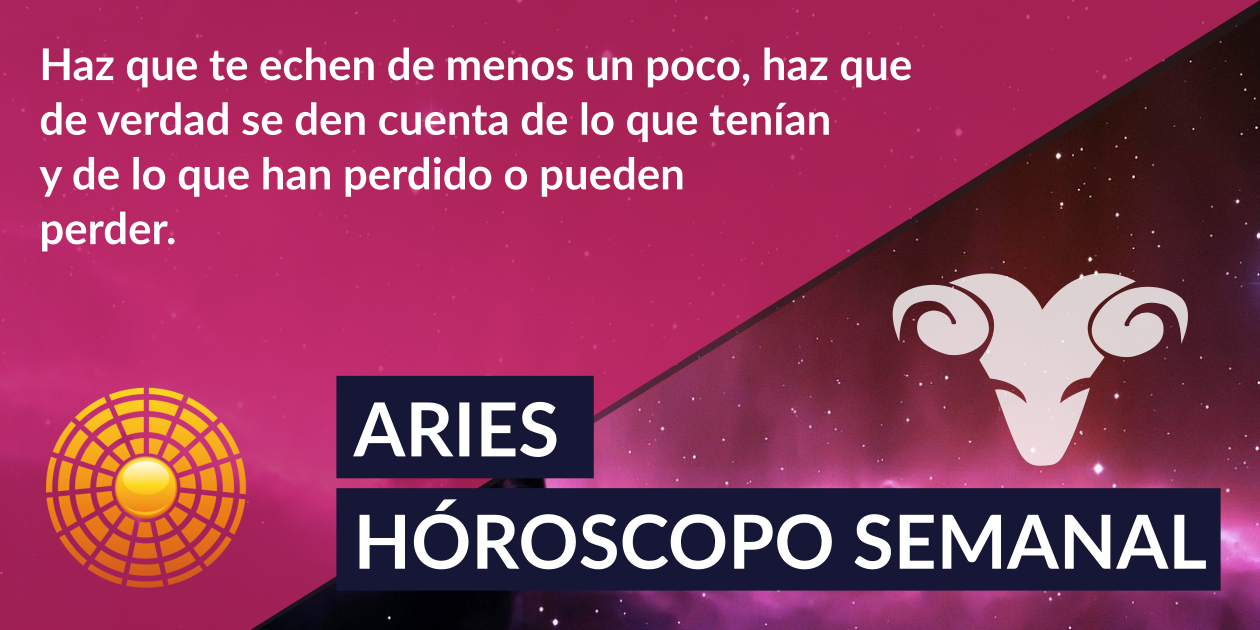 Haz que te echen de menos un poco, haz que
de verdad se den cuenta de lo que tenían
y de lo que han perdido o pueden
perder.
ARIES
HÓROSCOPO SEMANAL